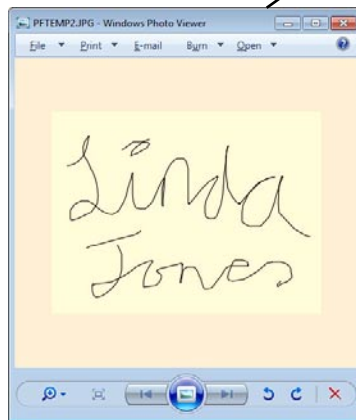 PFTEMP2.JPG - Windows Photo Viewer
File Print E-mail Burn Open
Linda
Jones